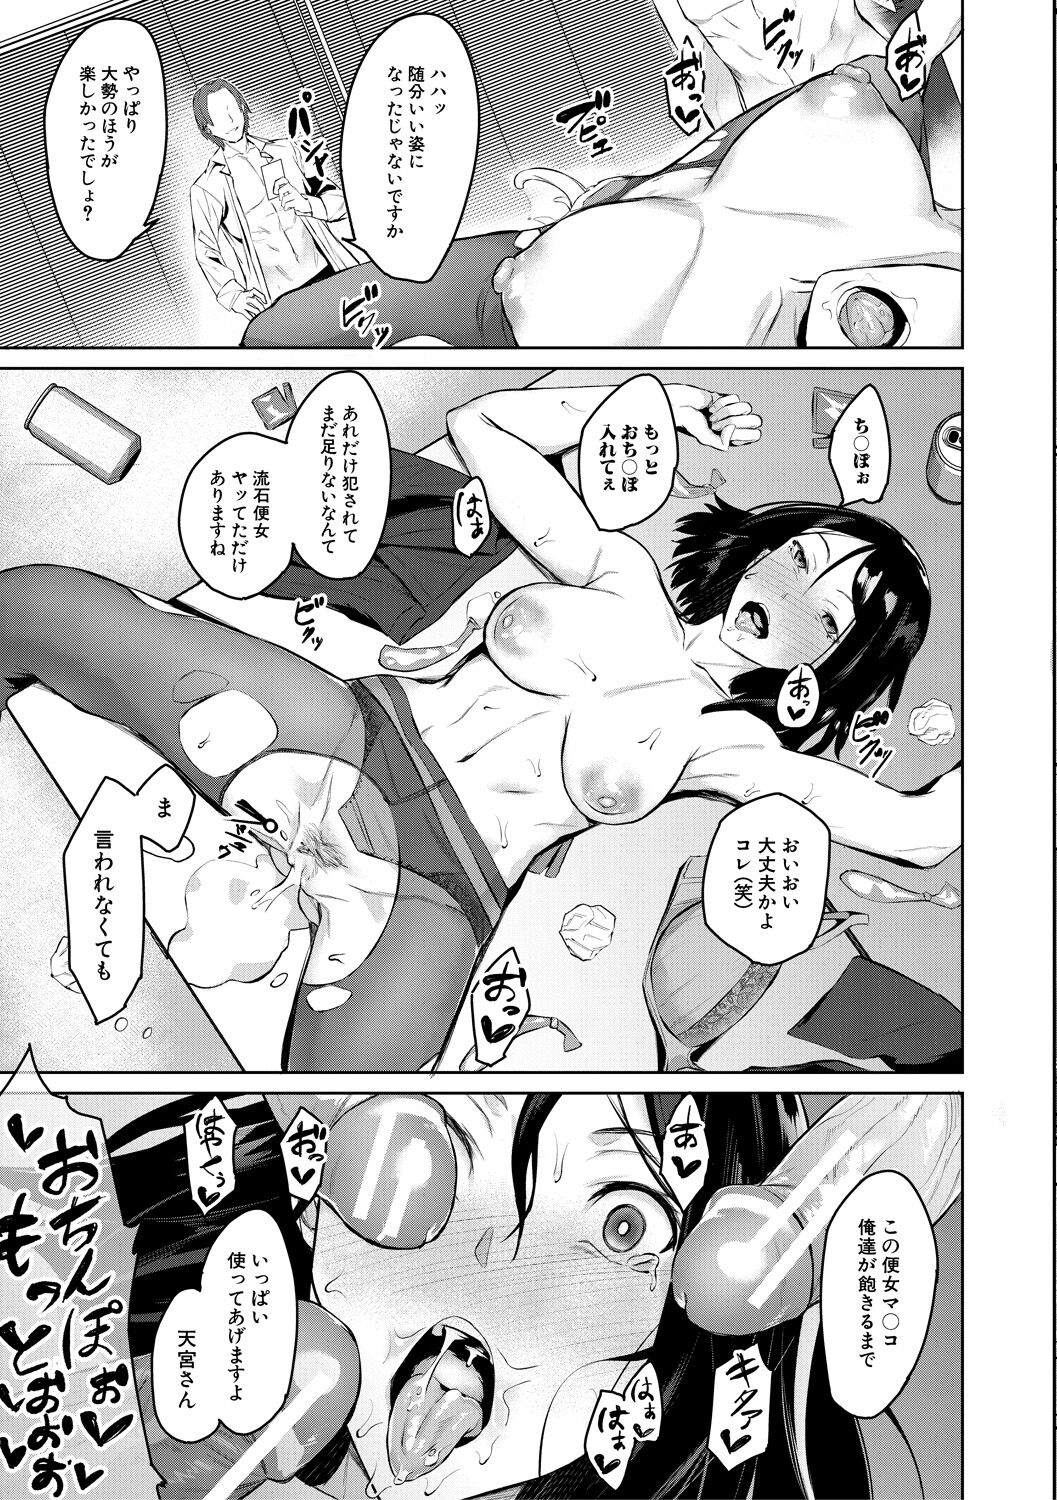 ハハッ
随分いい姿に
なったじゃないですか
やっぱり
大勢のほうが
楽しかったでしょ？
パシャ
ビクッ
おっ
あっ
ズピュ
ビクッ
ち○ぽぉ
もっと
おち○ぽ
入れてぇ
あれだけ犯されて
まだ足りないなんて
流石便女
ヤッてただけ
ありますね
はぁ
ビクッ
おっ
ビクッ
おいおい
大丈夫かよ
コレ（笑）
ま
言われなくても
おっ
この便女マ○コ
俺達が飽きるまで
いっぱい
使ってあげますよ
天宮さん
あ
おっ
キタァ
はぁ
はぁ
おちんぽぉ
もっとおぉぉ